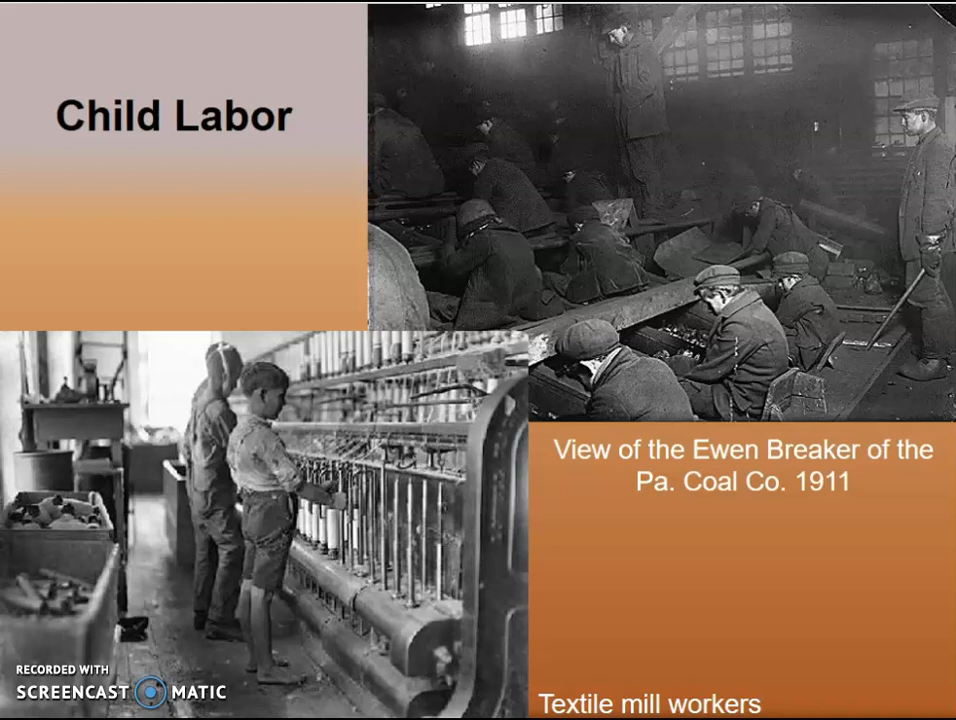 Child Labor
View of the Ewen Breaker of the
Pa. Coal Co. 1911
Textile mill workers
RECORDED WITH
SCREENCAST MATIC